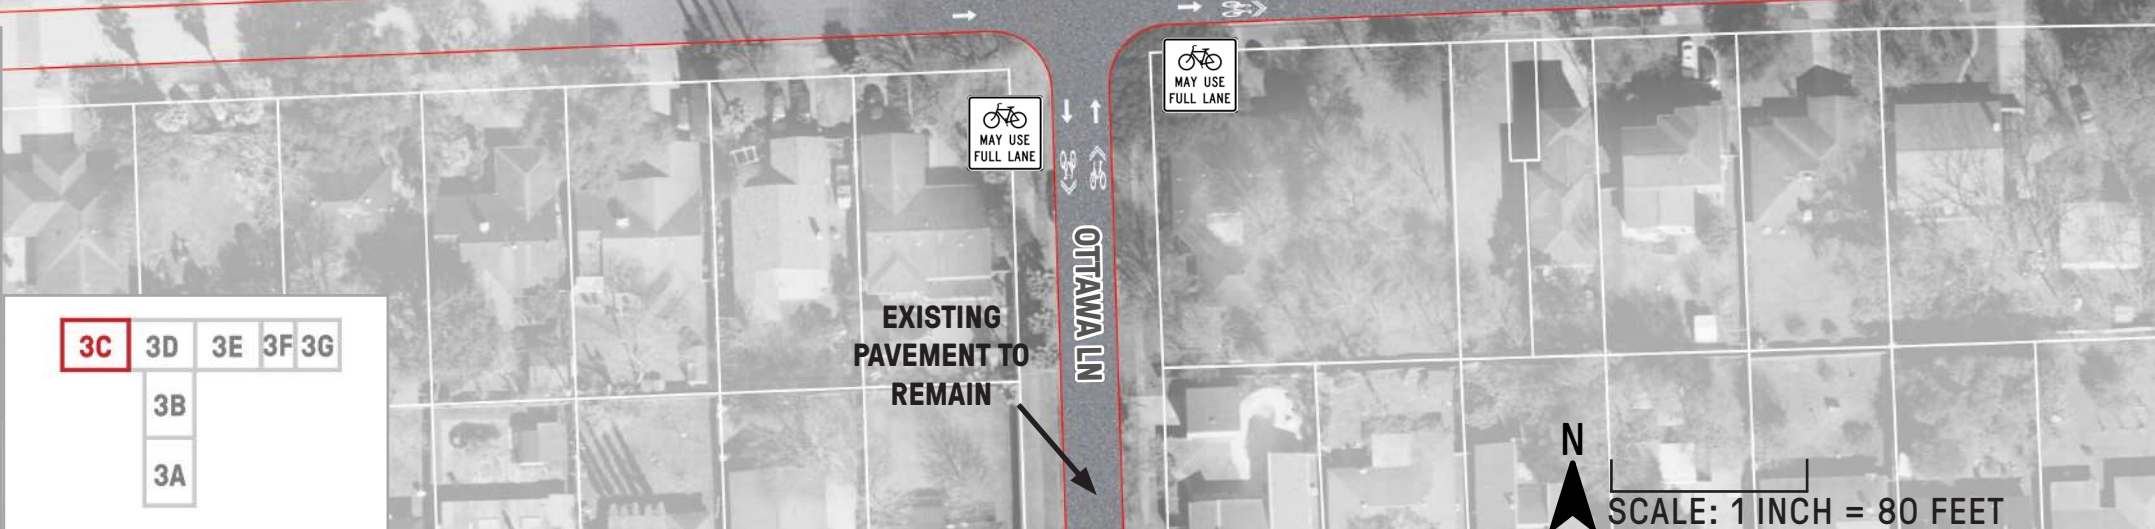 MAY USE
FULL LANE
MAY USE
FULL LANE
OTTAWA LN
EXISTING
PAVEMENT TO
REMAIN
3C 3D 3E 3F 3G
3B
3A
N
SCALE: 1 INCH = 80 FEET